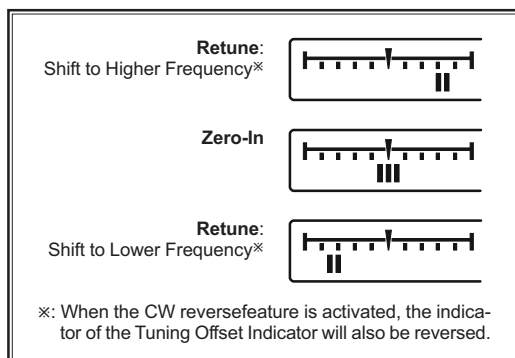 Retune:
Shift to Higher Frequency※
Zero-In
Retune:
Shift to Lower Frequency※
※: When the CW reversefeature is activated, the indica-
tor of the Tuning Offset Indicator will also be reversed.